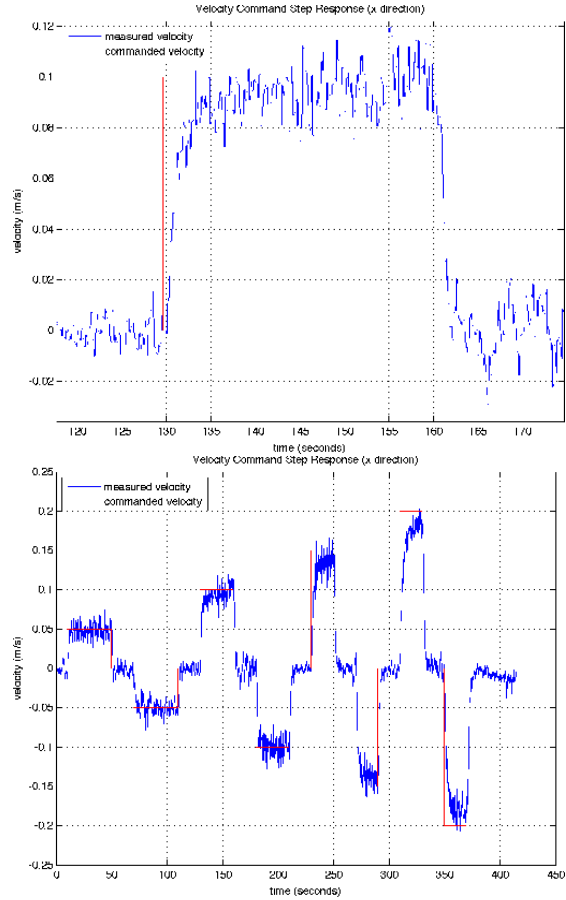 Velocity Command Step Response (x direction)
0.12
measured velocity
commanded velocity
0.1
0.08
0.06
0.04
0.02
0
-0.02
velocity (m/s)
120 125 130 135 140 145 150 155 160 165 170
time (seconds)
Velocity Command Step Response (x direction)
0.25
measured velocity
commanded velocity
0.2
0.15
0.1
0.05
0
-0.05
-0.1
-0.15
-0.2
-0.25
velocity (m/s)
0 50 100 150 200 250 300 350 400 450
time (seconds)